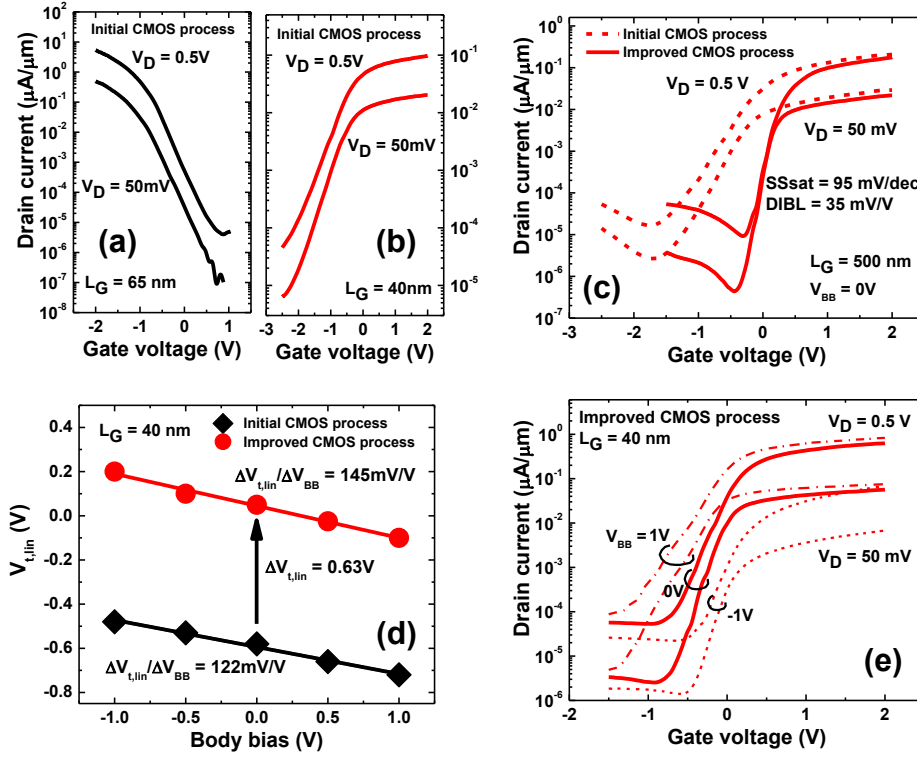 (a)
Initial CMOS process
V_D = 0.5V
V_D = 50mV
L_G = 65 nm
10^1
10^0
10^-1
10^-2
10^-3
10^-4
10^-5
10^-6
10^-7
10^-8
-2 -1 0 1
Drain current (μA/μm)
Gate voltage (V)
(b)
Initial CMOS process
V_D = 0.5V
V_D = 50mV
L_G = 40nm
10^-1
10^-2
10^-3
10^-4
10^-5
-2 -1 0 1 2
Gate voltage (V)
(c)
Initial CMOS process
Improved CMOS process
V_D = 0.5 V
V_D = 50 mV
SSsat = 95 mV/dec
DIBL = 35 mV/V
L_G = 500 nm
V_BB = 0V
10^0
10^-1
10^-2
10^-3
10^-4
10^-5
10^-6
10^-7
-3 -2 -1 0 1 2
Drain current (μA/μm)
Gate voltage (V)
(d)
L_G = 40 nm
Initial CMOS process
Improved CMOS process
ΔV_t,lin/ΔV_BB = 145mV/V
ΔV_t,lin = 0.63V
ΔV_t,lin/ΔV_BB = 122mV/V
0.4
0.2
0.0
-0.2
-0.4
-0.6
-0.8
-1.0 -0.5 0.0 0.5 1.0
V_t,lin (V)
Body bias (V)
(e)
Improved CMOS process
L_G = 40 nm
V_D = 0.5 V
V_BB = 1V
0V
-1V
V_D = 50 mV
10^0
10^-1
10^-2
10^-3
10^-4
10^-5
10^-6
-2 -1 0 1 2
Drain current (μA/μm)
Gate voltage (V)